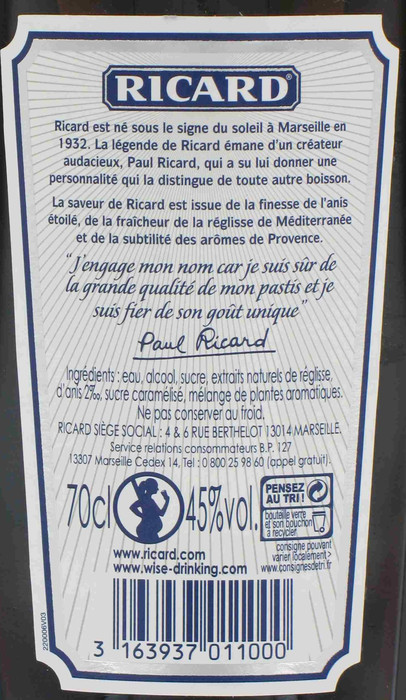 RICARD®
Ricard est né sous le signe du soleil à Marseille en
1932. La légende de Ricard émane d'un créateur
audacieux, Paul Ricard, qui a su lui donner une
personnalité qui la distingue de toute autre boisson.
La saveur de Ricard est issue de la finesse de l'anis
étoilé, de la fraîcheur de la réglisse de Méditerranée
et de la subtilité des arômes de Provence.
"J'engage mon nom car je suis sûr de
la grande qualité de mon pastis et je
suis fier de son goût unique"
Paul Ricard
Ingrédients : eau, alcool, sucre, extraits naturels de réglisse,
d'anis 2‰, sucre caramélisé, mélange de plantes aromatiques.
Ne pas conserver au froid.
RICARD SIÈGE SOCIAL : 4 & 6 RUE BERTHELOT 13014 MARSEILLE.
Service relations consommateurs B.P. 127
13307 Marseille Cedex 14, Tel : 0 800 25 98 60 (appel gratuit).
70cl 45%vol.
PENSEZ
AU TRI !
bouteille verre
et son bouchon
à recycler
consigne pouvant
varier localement >
www.consignesdetri.fr
www.ricard.com
www.wise-drinking.com
220006V03
3 163937 011000